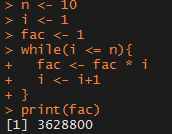 > n <- 10
> i <- 1
> fac <- 1
> while(i <= n){
+   fac <- fac * i
+   i <- i+1
+ }
> print(fac)
[1] 3628800